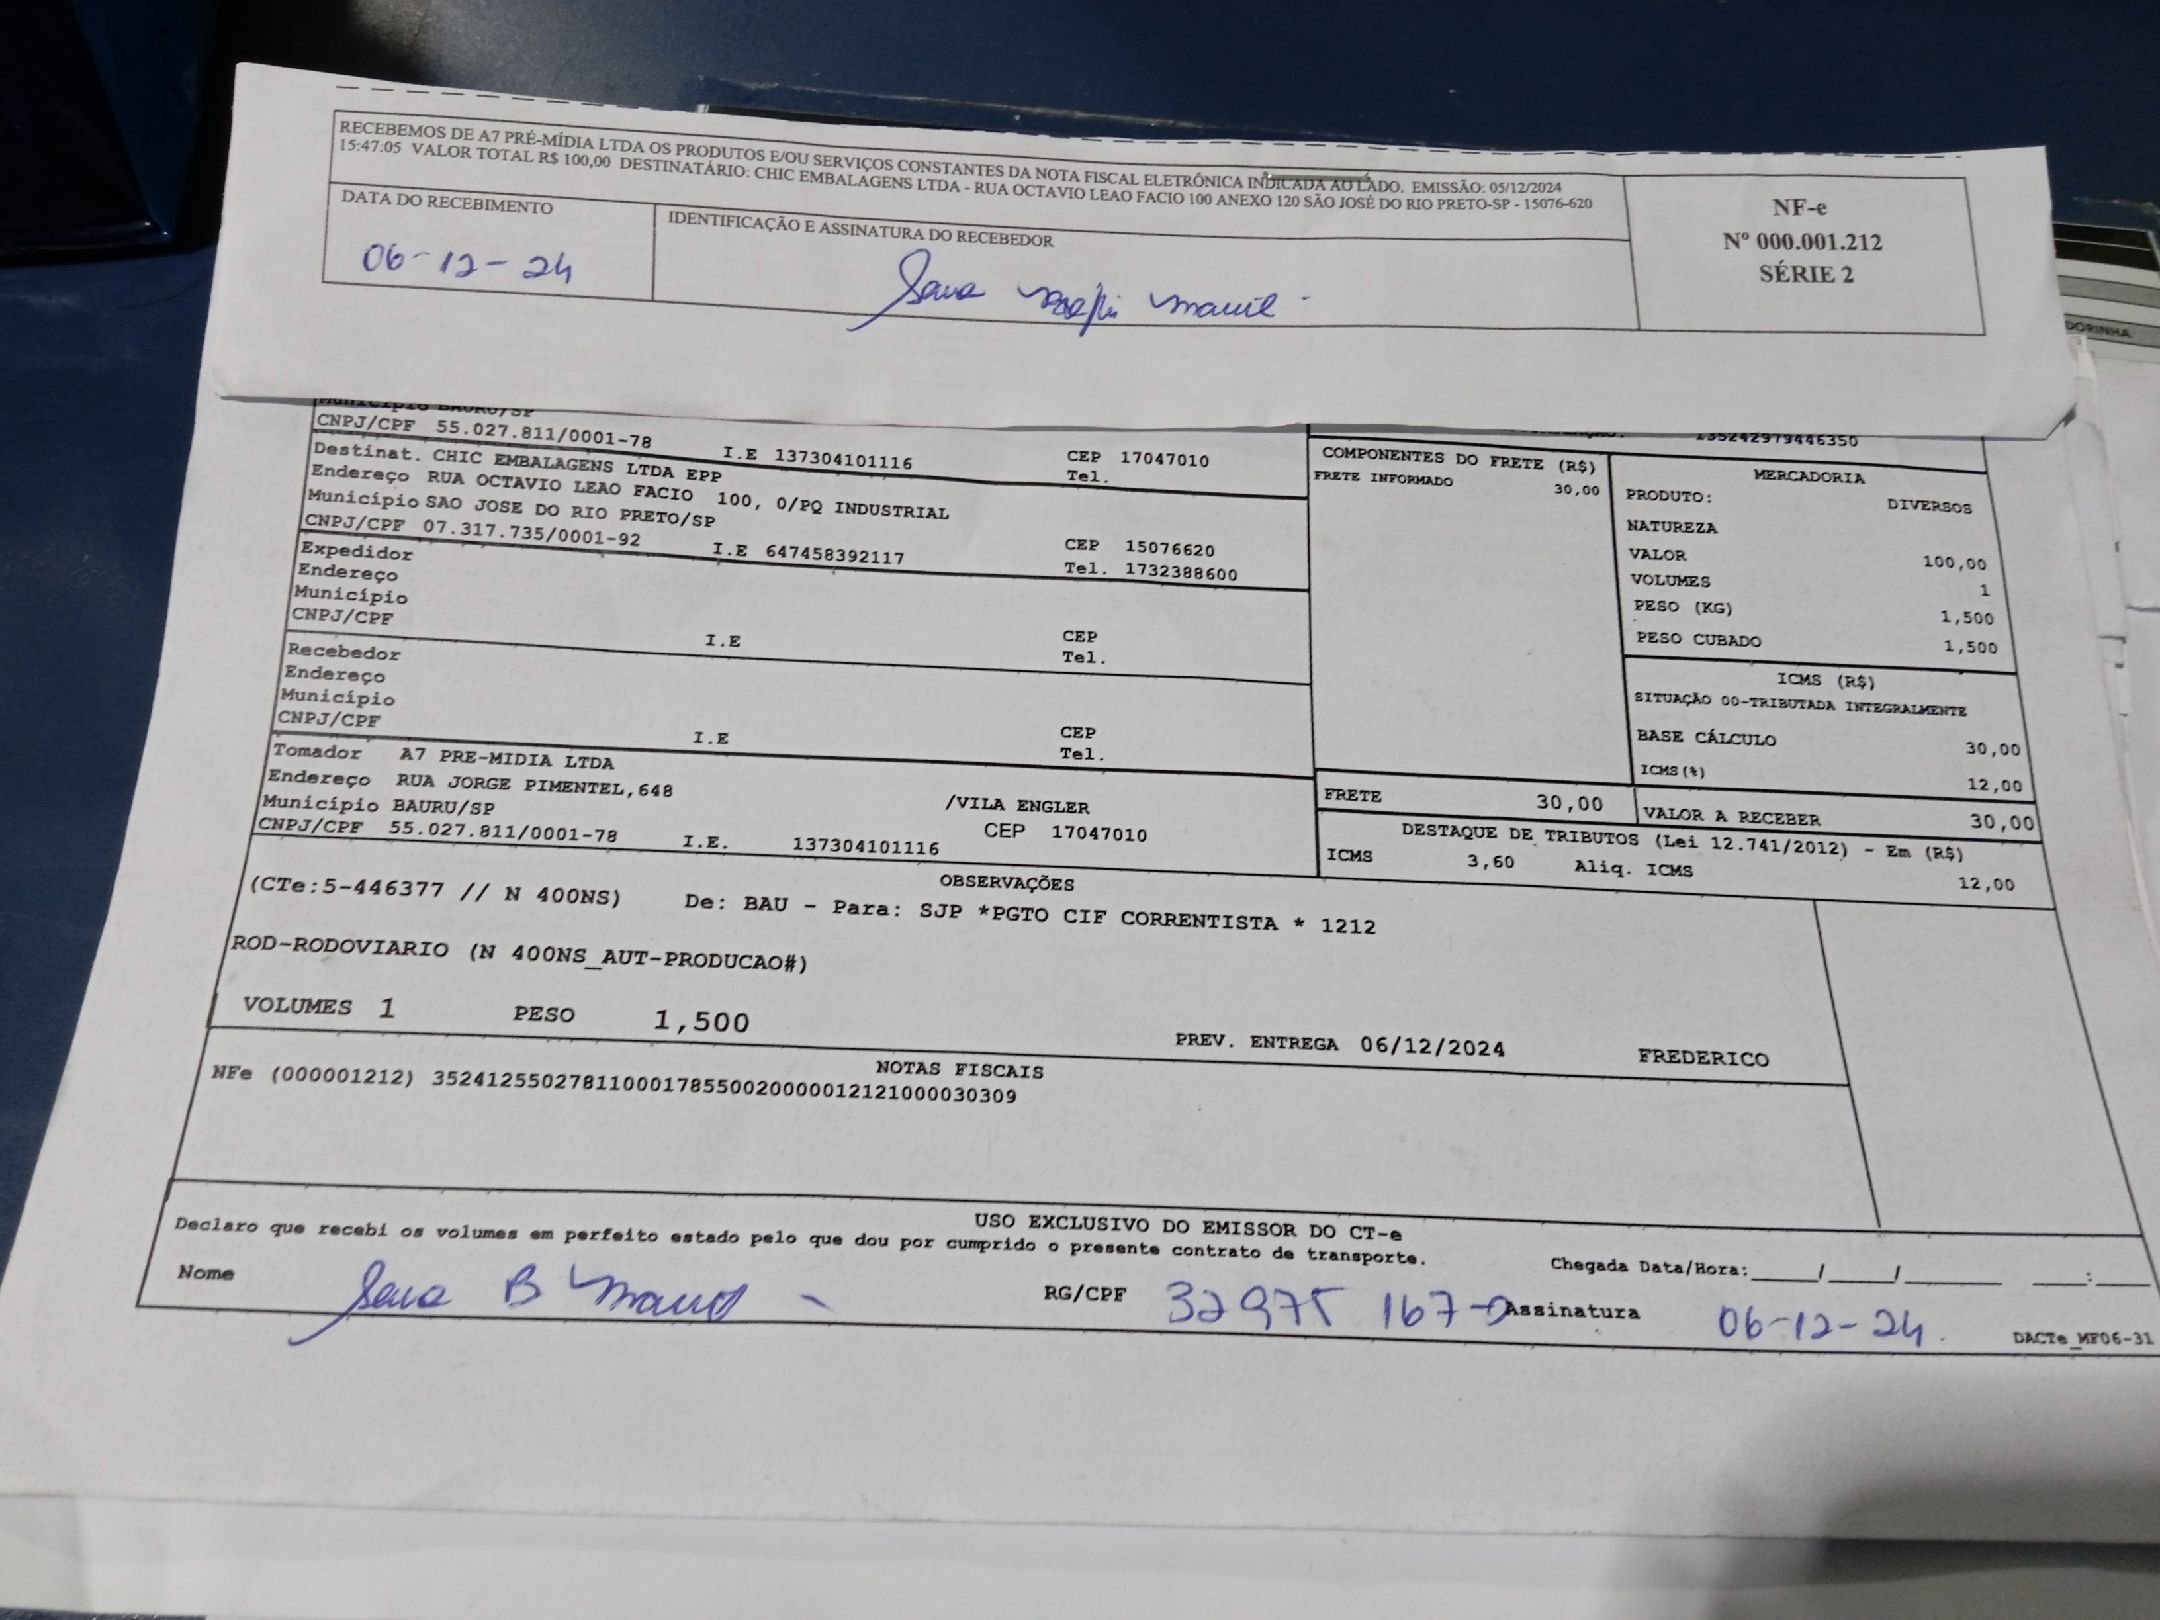 RECEBEMOS DE A7 PRÉ-MÍDIA LTDA OS PRODUTOS E/OU SERVIÇOS CONSTANTES DA NOTA FISCAL ELETRÔNICA INDICADA AO LADO. EMISSÃO: 05/12/2024
15:47:05 VALOR TOTAL R$ 100,00 DESTINATÁRIO: CHIC EMBALAGENS LTDA - RUA OCTAVIO LEAO FACIO 100 ANEXO 120 SÃO JOSÉ DO RIO PRETO-SP - 15076-620
DATA DO RECEBIMENTO
06-12-24
IDENTIFICAÇÃO E ASSINATURA DO RECEBEDOR
NF-e
Nº 000.001.212
SÉRIE 2
DORINHA
Município BAURU/SP
CNPJ/CPF 55.027.811/0001-78 I.E 137304101116 CEP 17047010
Tel.
Destinat. CHIC EMBALAGENS LTDA EPP
Endereço RUA OCTAVIO LEAO FACIO 100, 0/PQ INDUSTRIAL
Município SAO JOSE DO RIO PRETO/SP CEP 15076620
CNPJ/CPF 07.317.735/0001-92 I.E 647458392117 Tel. 1732388600
Expedidor
Endereço
Município CEP
CNPJ/CPF I.E Tel.
Recebedor
Endereço
Município CEP
CNPJ/CPF I.E Tel.
Tomador A7 PRE-MIDIA LTDA
Endereço RUA JORGE PIMENTEL,648 /VILA ENGLER
Município BAURU/SP CEP 17047010
CNPJ/CPF 55.027.811/0001-78 I.E. 137304101116
135242979446350
COMPONENTES DO FRETE (R$)
FRETE INFORMADO 30,00
MERCADORIA
PRODUTO: DIVERSOS
NATUREZA
VALOR 100,00
VOLUMES 1
PESO (KG) 1,500
PESO CUBADO 1,500
ICMS (R$)
SITUAÇÃO 00-TRIBUTADA INTEGRALMENTE
BASE CÁLCULO 30,00
ICMS(%) 12,00
FRETE 30,00 VALOR A RECEBER 30,00
DESTAQUE DE TRIBUTOS (Lei 12.741/2012) - Em (R$)
ICMS 3,60 Aliq. ICMS 12,00
OBSERVAÇÕES
(CTe:5-446377 // N 400NS) De: BAU - Para: SJP *PGTO CIF CORRENTISTA * 1212
ROD-RODOVIARIO (N 400NS_AUT-PRODUCAO#)
VOLUMES 1 PESO 1,500 PREV. ENTREGA 06/12/2024 FREDERICO
NOTAS FISCAIS
NFe (000001212) 35241255027811000178550020000012121000030309
USO EXCLUSIVO DO EMISSOR DO CT-e
Declaro que recebi os volumes em perfeito estado pelo que dou por cumprido o presente contrato de transporte.
Chegada Data/Hora:_____/_____/________ ____:____
Nome RG/CPF 32975 167-0 Assinatura 06-12-24
DACTe_MF06-31